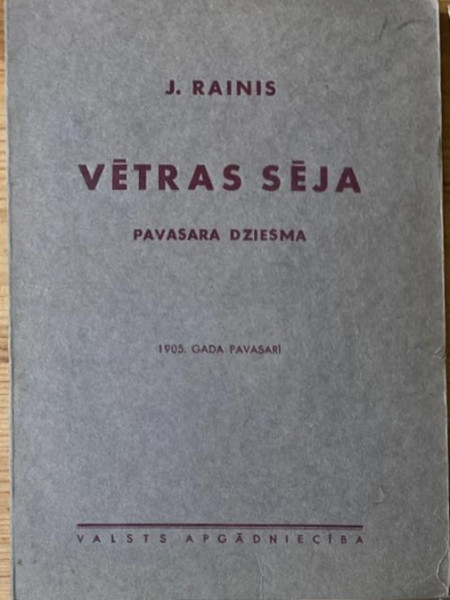 J. RAINIS
VĒTRAS SĒJA
PAVASARA DZIESMA
1905. GADA PAVASARĪ
VALSTS APGĀDNIECĪBA